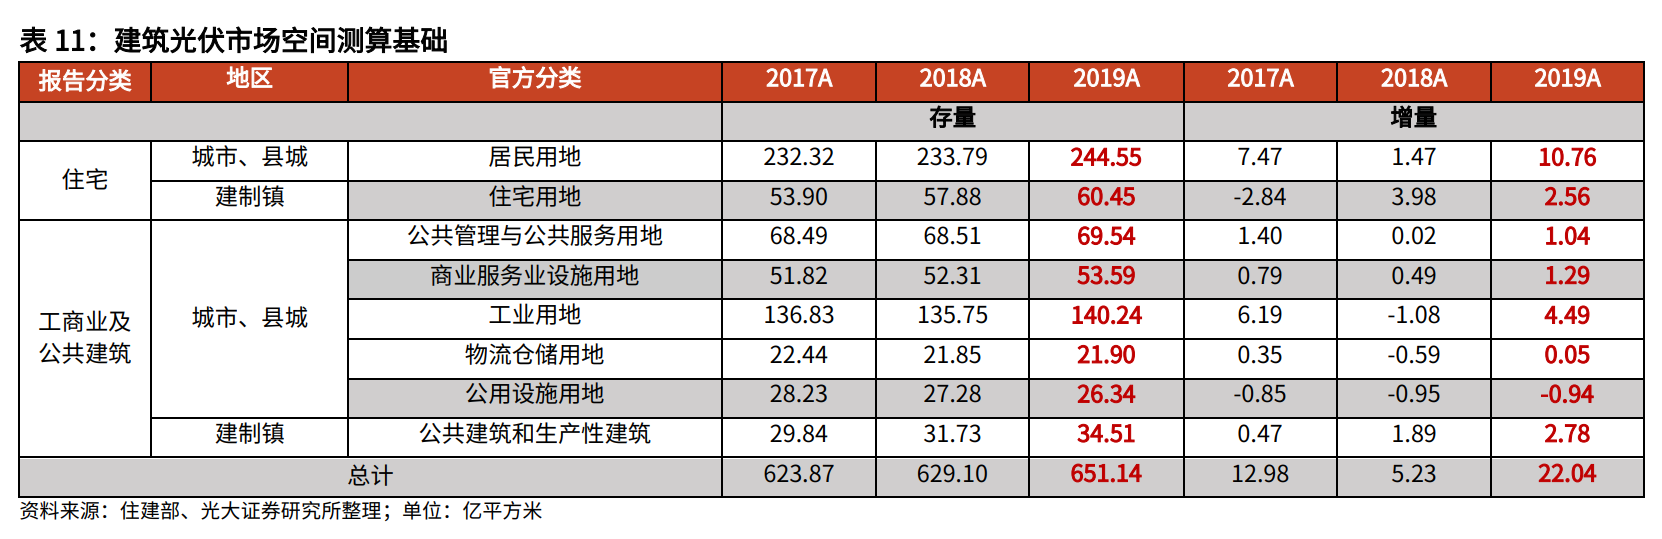 表 11：建筑光伏市场空间测算基础
报告分类 地区 官方分类 2017A 2018A 2019A 2017A 2018A 2019A
存量 增量
住宅 城市、县城 居民用地 232.32 233.79 244.55 7.47 1.47 10.76
建制镇 住宅用地 53.90 57.88 60.45 -2.84 3.98 2.56
工商业及公共建筑 城市、县城 公共管理与公共服务用地 68.49 68.51 69.54 1.40 0.02 1.04
商业服务业设施用地 51.82 52.31 53.59 0.79 0.49 1.29
工业用地 136.83 135.75 140.24 6.19 -1.08 4.49
物流仓储用地 22.44 21.85 21.90 0.35 -0.59 0.05
公用设施用地 28.23 27.28 26.34 -0.85 -0.95 -0.94
建制镇 公共建筑和生产性建筑 29.84 31.73 34.51 0.47 1.89 2.78
总计 623.87 629.10 651.14 12.98 5.23 22.04
资料来源：住建部、光大证券研究所整理；单位：亿平方米